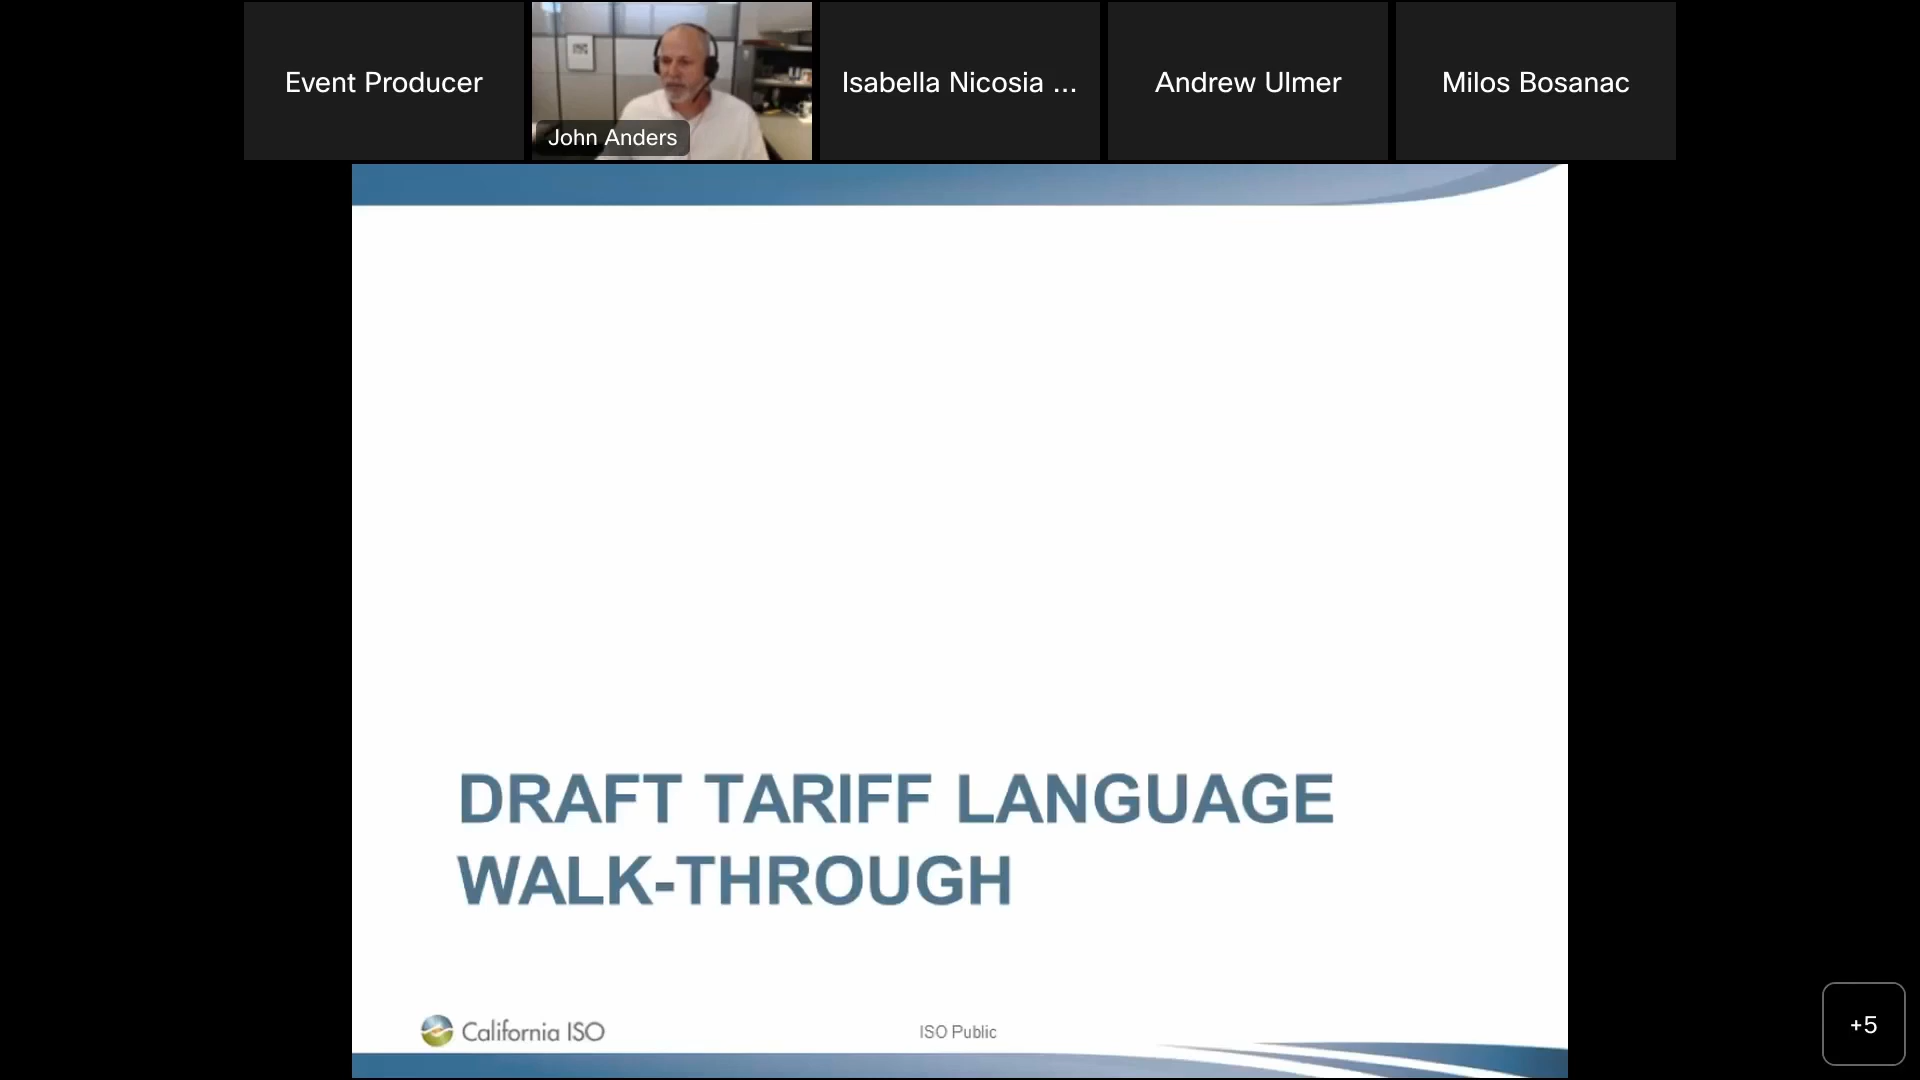 Event Producer
John Anders
Isabella Nicosia ...
Andrew Ulmer
Milos Bosanac
DRAFT TARIFF LANGUAGE
WALK-THROUGH
California ISO
ISO Public
+5